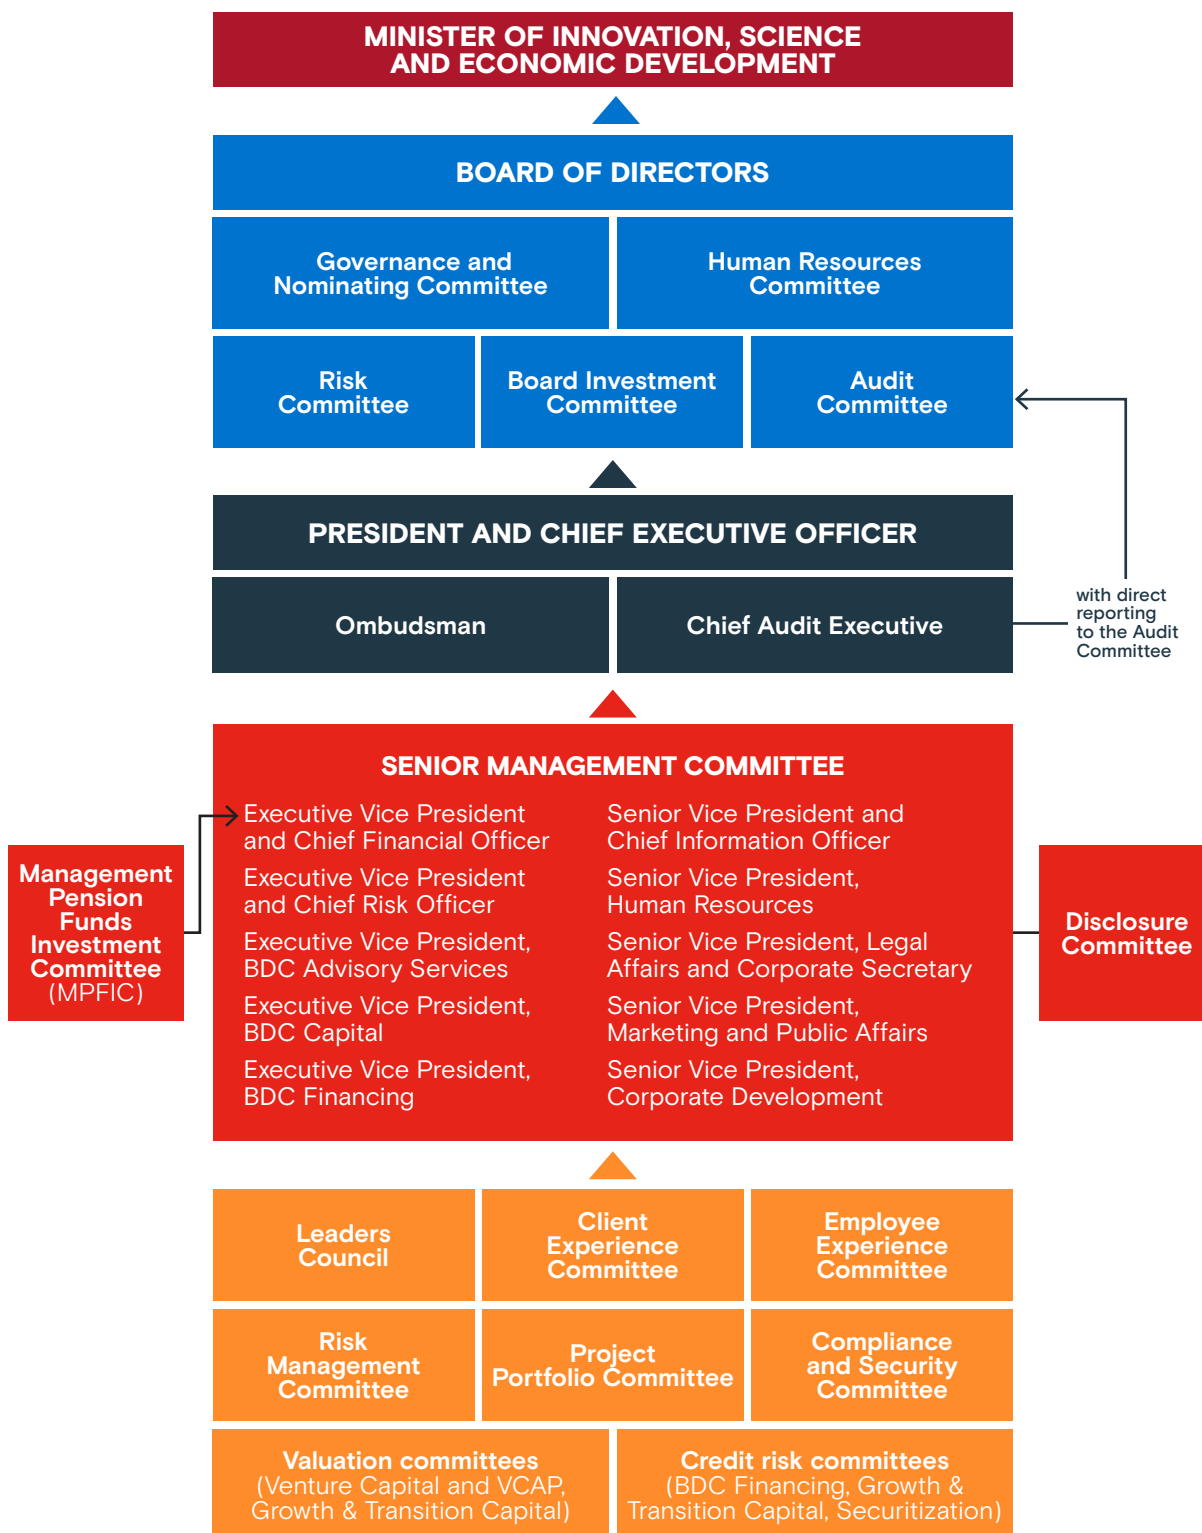 MINISTER OF INNOVATION, SCIENCE
AND ECONOMIC DEVELOPMENT
BOARD OF DIRECTORS
Governance and
Nominating Committee
Human Resources
Committee
Risk
Committee
Board Investment
Committee
Audit
Committee
PRESIDENT AND CHIEF EXECUTIVE OFFICER
Ombudsman
Chief Audit Executive
with direct
reporting
to the Audit
Committee
SENIOR MANAGEMENT COMMITTEE
Executive Vice President
and Chief Financial Officer
Executive Vice President
and Chief Risk Officer
Executive Vice President,
BDC Advisory Services
Executive Vice President,
BDC Capital
Executive Vice President,
BDC Financing
Senior Vice President and
Chief Information Officer
Senior Vice President,
Human Resources
Senior Vice President, Legal
Affairs and Corporate Secretary
Senior Vice President,
Marketing and Public Affairs
Senior Vice President,
Corporate Development
Management
Pension
Funds
Investment
Committee
(MPFIC)
Disclosure
Committee
Leaders
Council
Client
Experience
Committee
Employee
Experience
Committee
Risk
Management
Committee
Project
Portfolio Committee
Compliance
and Security
Committee
Valuation committees
(Venture Capital and VCAP,
Growth & Transition Capital)
Credit risk committees
(BDC Financing, Growth &
Transition Capital, Securitization)